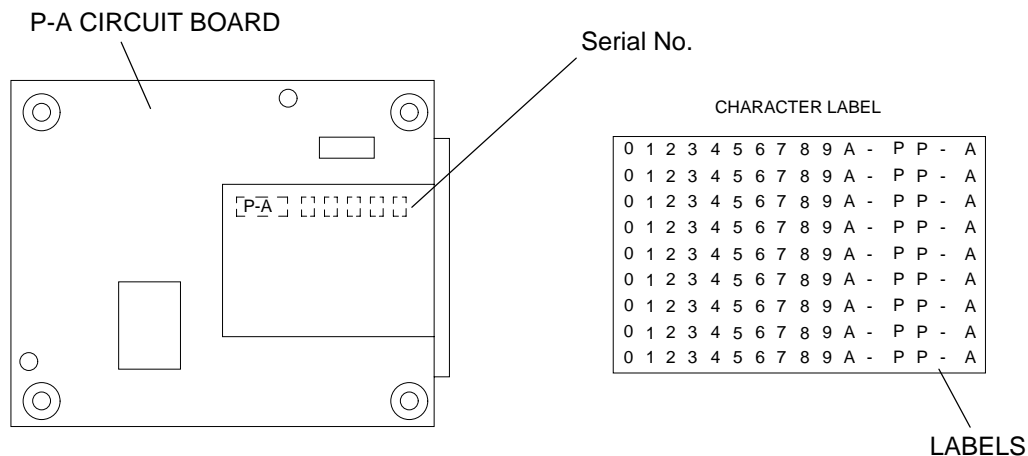 P-A CIRCUIT BOARD
Serial No.
P-A
CHARACTER LABEL
0 1 2 3 4 5 6 7 8 9 A - P P - A
0 1 2 3 4 5 6 7 8 9 A - P P - A
0 1 2 3 4 5 6 7 8 9 A - P P - A
0 1 2 3 4 5 6 7 8 9 A - P P - A
0 1 2 3 4 5 6 7 8 9 A - P P - A
0 1 2 3 4 5 6 7 8 9 A - P P - A
0 1 2 3 4 5 6 7 8 9 A - P P - A
0 1 2 3 4 5 6 7 8 9 A - P P - A
0 1 2 3 4 5 6 7 8 9 A - P P - A
LABELS